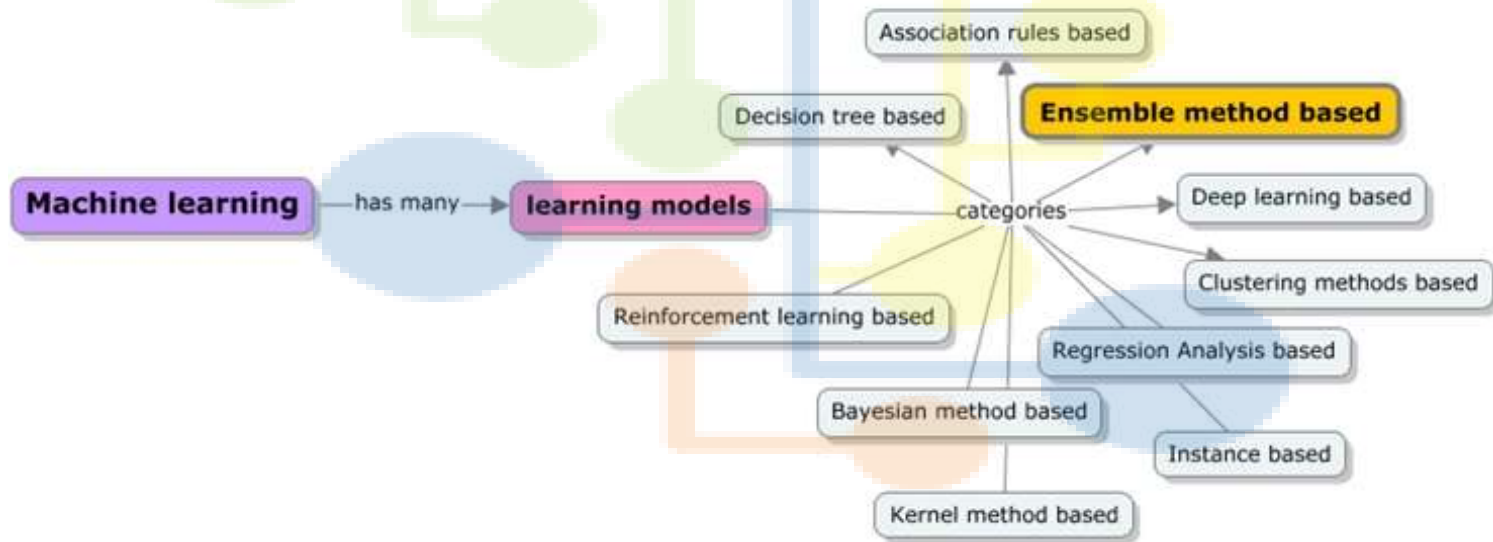 Association rules based
Decision tree based
Ensemble method based
Machine learning
has many
learning models
categories
Deep learning based
Clustering methods based
Reinforcement learning based
Regression Analysis based
Bayesian method based
Instance based
Kernel method based